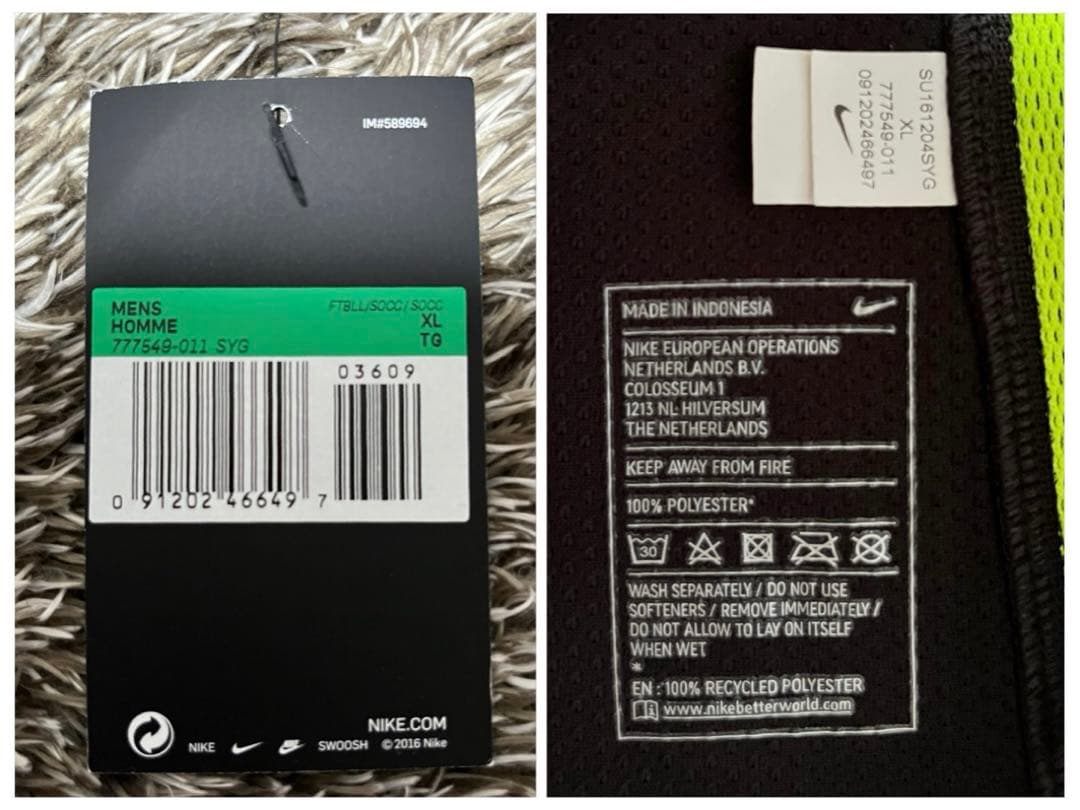 IM#589694
MENS
HOMME
777549-011 SYG
FTBLL/SOCC/SOCC
XL
TG
03609
0 91202 46649 7
NIKE.COM
NIKE
SWOOSH
©2016 Nike
SU161204SYG
XL
777549-011
091202466497
MADE IN INDONESIA
NIKE EUROPEAN OPERATIONS
NETHERLANDS B.V.
COLOSSEUM 1
1213 NL HILVERSUM
THE NETHERLANDS
KEEP AWAY FROM FIRE
100% POLYESTER*
30
WASH SEPARATELY / DO NOT USE
SOFTENERS / REMOVE IMMEDIATELY /
DO NOT ALLOW TO LAY ON ITSELF
WHEN WET
*
EN : 100% RECYCLED POLYESTER
www.nikebetterworld.com